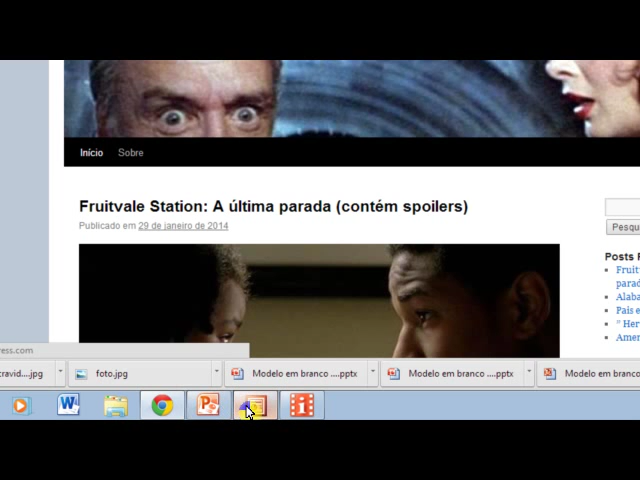 Início Sobre
Fruitvale Station: A última parada (contém spoilers)
Publicado em 29 de janeiro de 2014
Pesqu
Posts
Fruit
parad
Alaba
Pais e
" Her
Amer
ress.com
ravid....jpg
foto.jpg
Modelo em branco ....pptx
Modelo em branco ....pptx
Modelo em branco